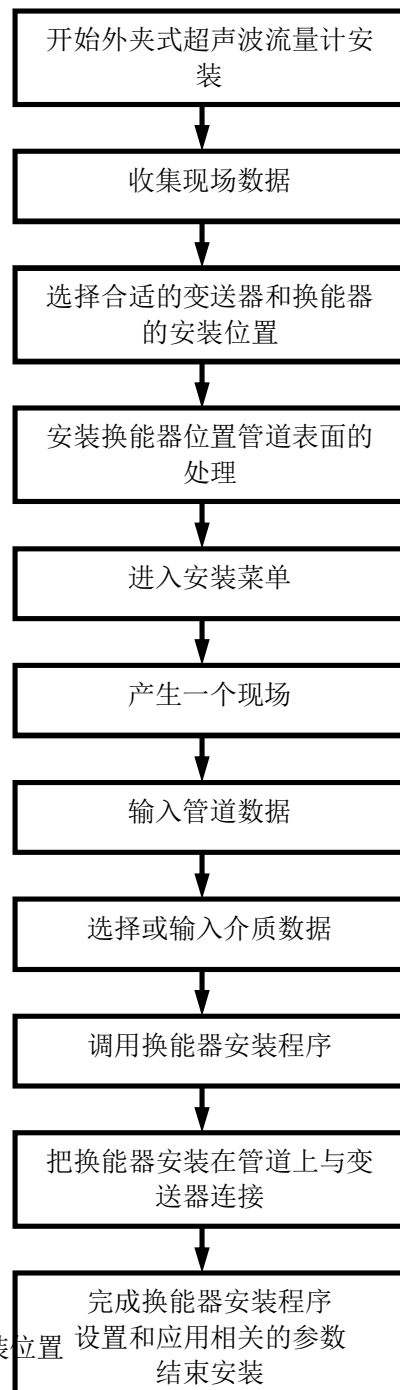 开始外夹式超声波流量计安
装
收集现场数据
选择合适的变送器和换能器
的安装位置
安装换能器位置管道表面的
处理
进入安装菜单
产生一个现场
输入管道数据
选择或输入介质数据
调用换能器安装程序
把换能器安装在管道上与变
送器连接
完成换能器安装程序
设置和应用相关的参数
装位置
结束安装